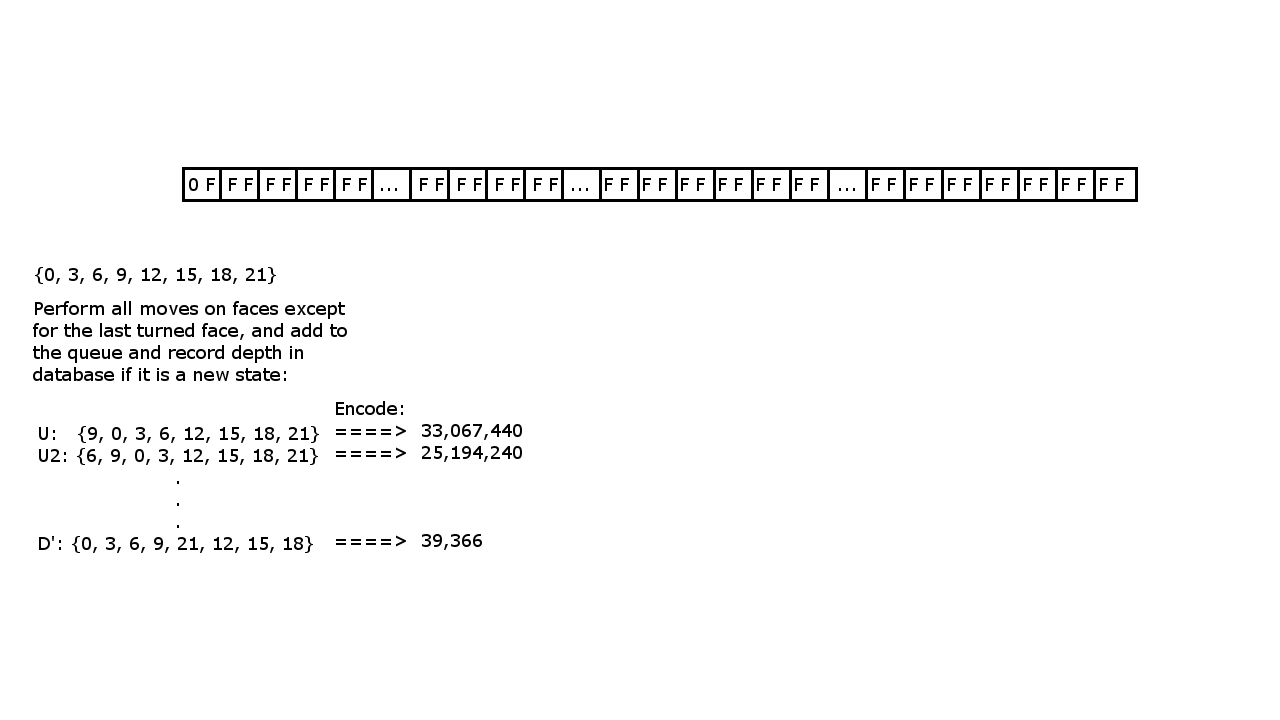 0 F F F F F F F F F ... F F F F F F F F ... F F F F F F F F F F F F ... F F F F F F F F F F F F F F
{0, 3, 6, 9, 12, 15, 18, 21}
Perform all moves on faces except
for the last turned face, and add to
the queue and record depth in
database if it is a new state:
Encode:
U: {9, 0, 3, 6, 12, 15, 18, 21} ====> 33,067,440
U2: {6, 9, 0, 3, 12, 15, 18, 21} ====> 25,194,240
.
.
.
D': {0, 3, 6, 9, 21, 12, 15, 18} ====> 39,366